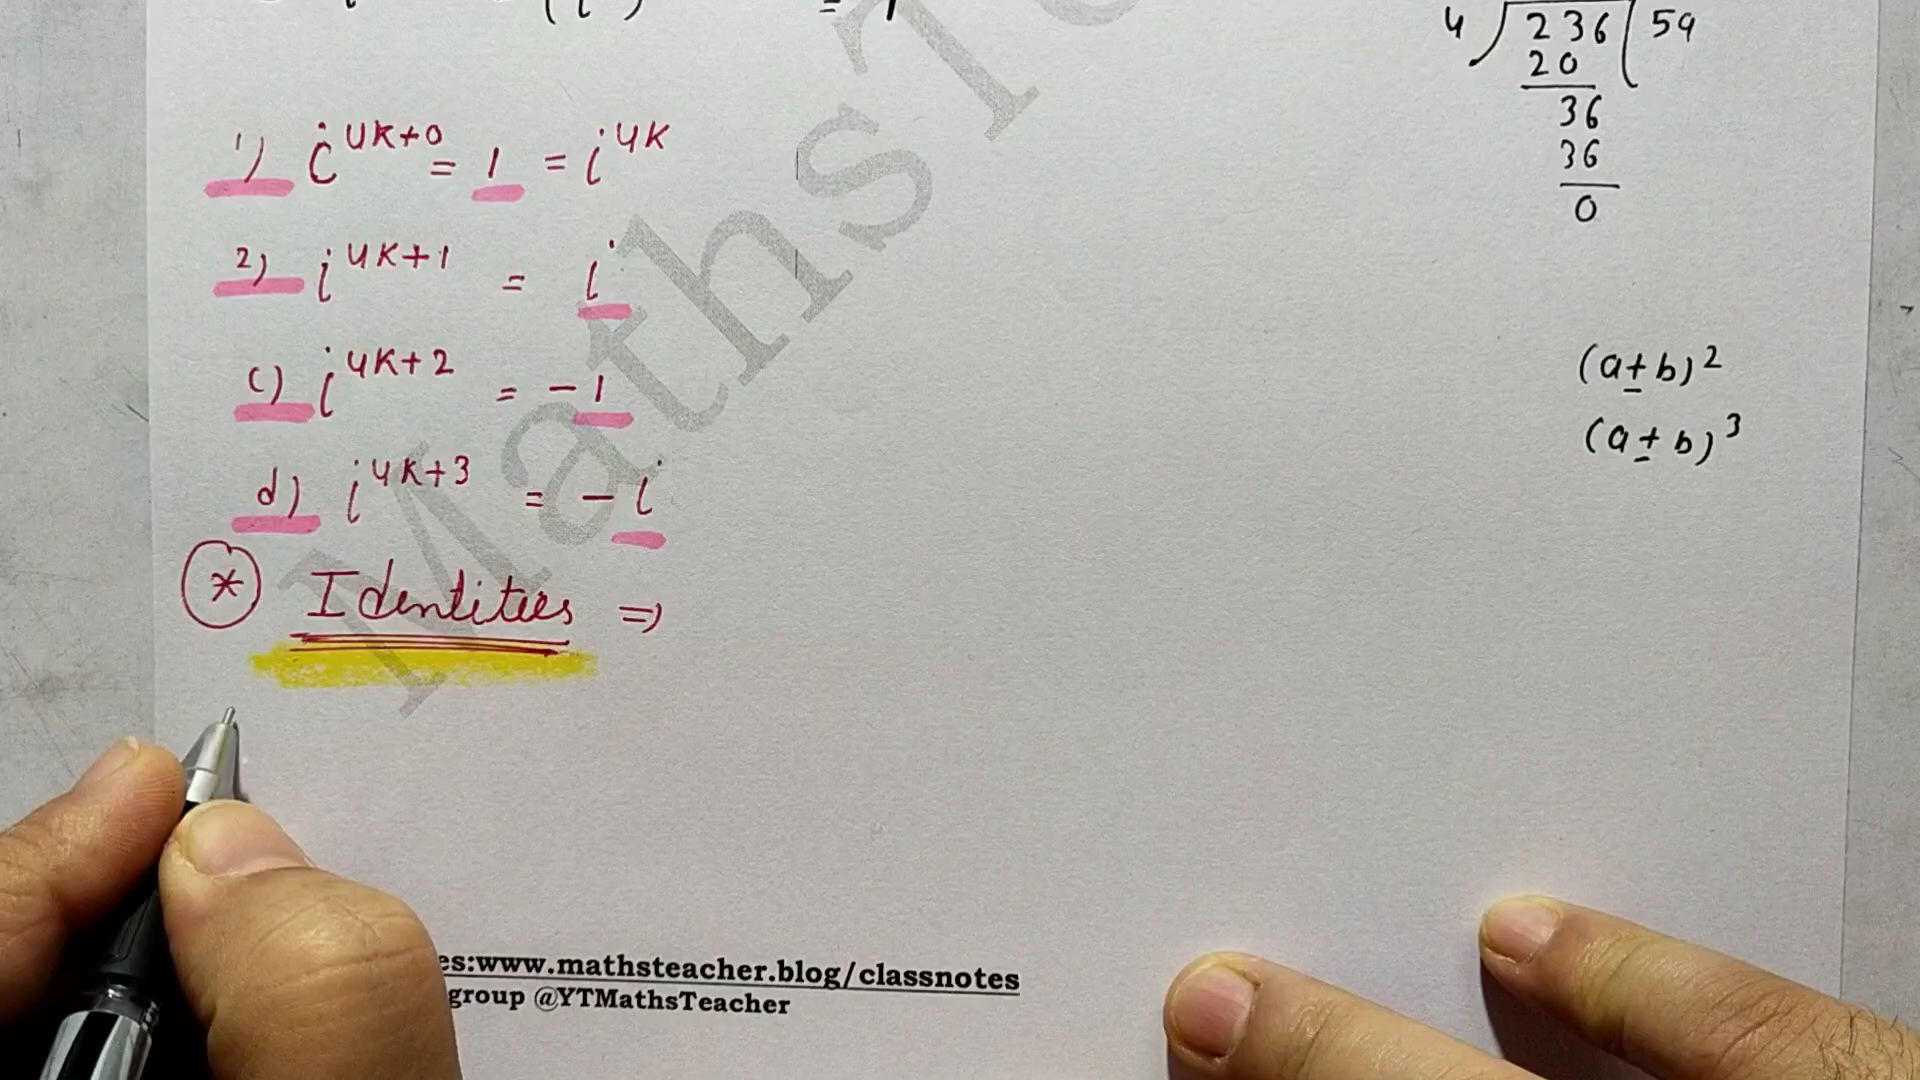 1) i^{4K+0} = 1 = i^{4K}
2) i^{4K+1} = i
c) i^{4K+2} = -1
d) i^{4K+3} = -i
* Identities ⇒
4 ) 236 ( 59
20
36
36
0
(a±b)²
(a±b)³
Maths
es:www.mathsteacher.blog/classnotes
group @YTMathsTeacher